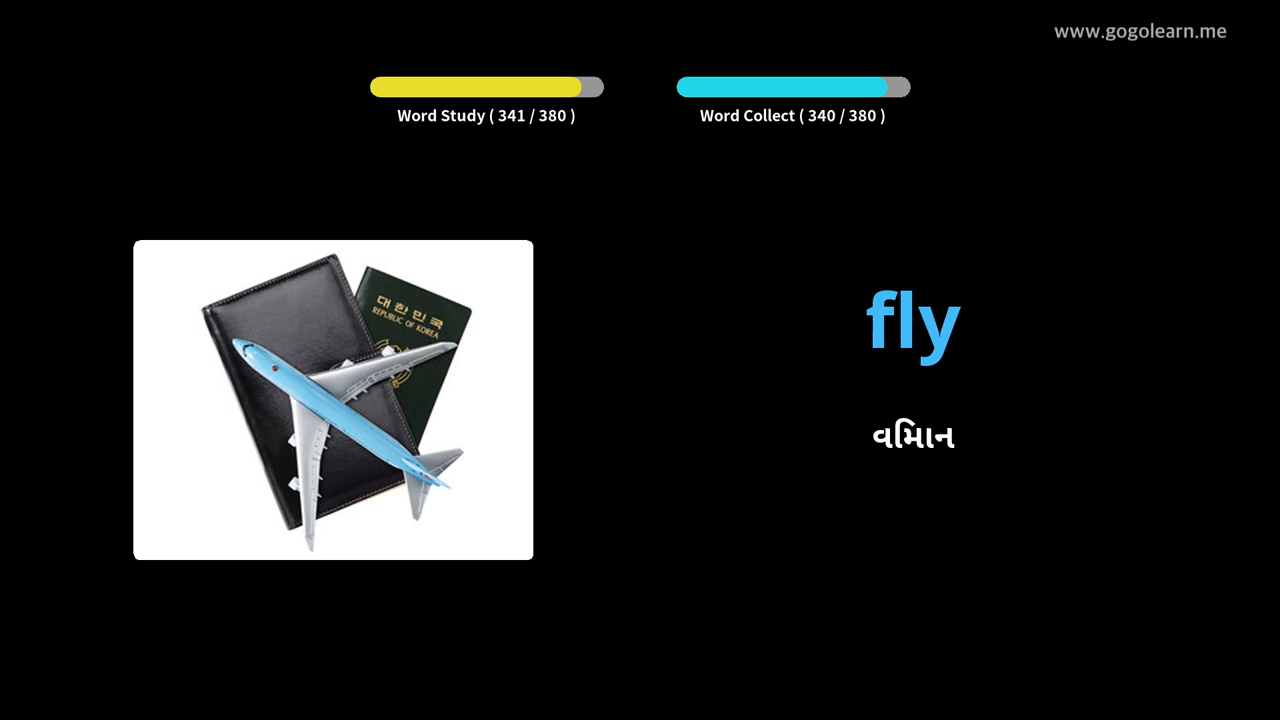 www.gogolearn.me
Word Study ( 341 / 380 )
Word Collect ( 340 / 380 )
대한민국
REPUBLIC OF KOREA
fly
વિમાન